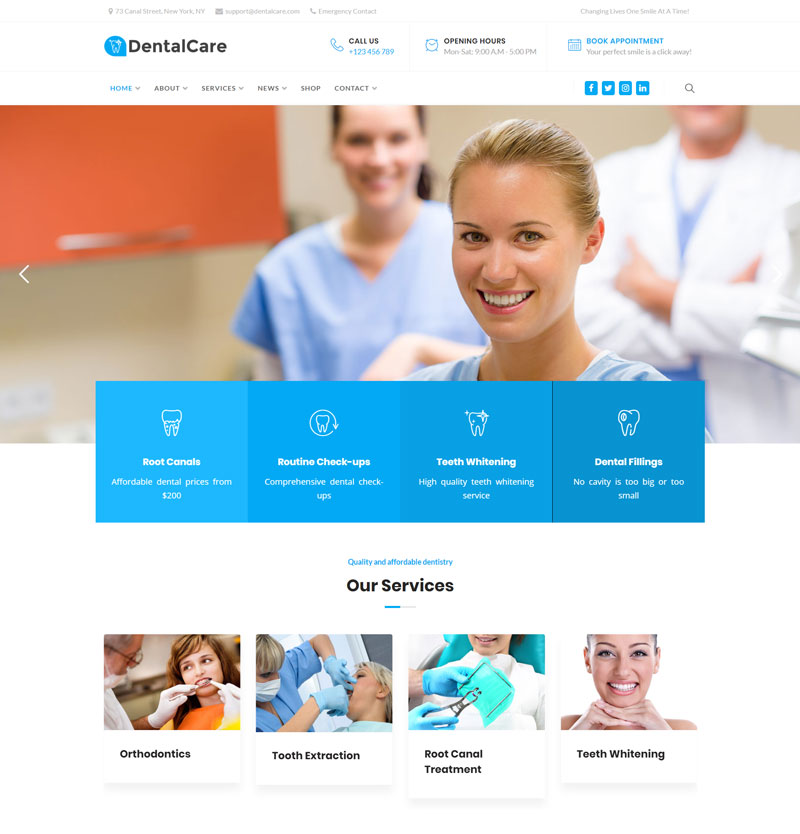 73 Canal Street, New York, NY support@dentalcare.com Emergency Contact Changing Lives One Smile At A Time!
DentalCare
CALL US
+123 456 789
OPENING HOURS
Mon-Sat; 9:00 A.M - 5:00 PM
BOOK APPOINTMENT
Your perfect smile is a click away!
HOME ABOUT SERVICES NEWS SHOP CONTACT
Root Canals
Affordable dental prices from
$200
Routine Check-ups
Comprehensive dental check-
ups
Teeth Whitening
High quality teeth whitening
service
Dental Fillings
No cavity is too big or too
small
Quality and affordable dentistry
Our Services
Orthodontics
Tooth Extraction
Root Canal
Treatment
Teeth Whitening